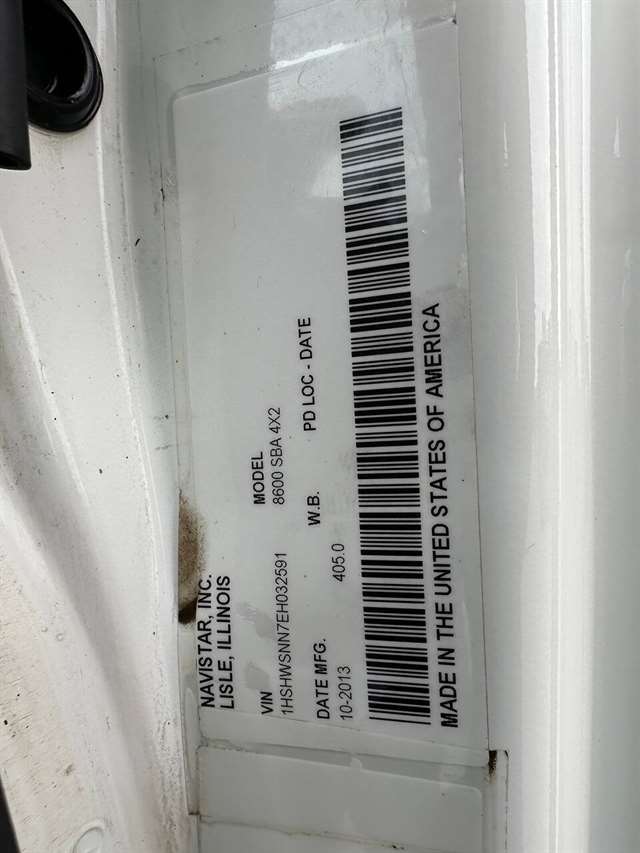 NAVISTAR, INC.
LISLE, ILLINOIS
VIN MODEL
1HSHWSNN7EH032591 8600 SBA 4X2
DATE MFG. W.B. PD LOC - DATE
10-2013 405.0
MADE IN THE UNITED STATES OF AMERICA